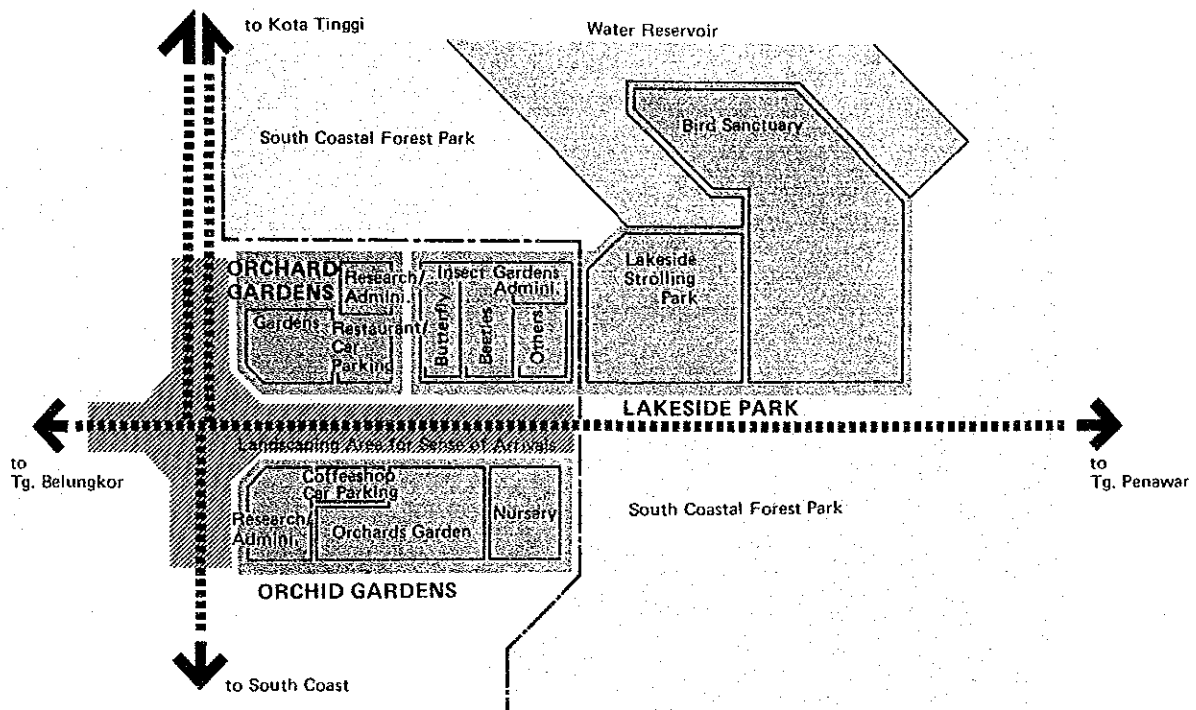 to Kota Tinggi
Water Reservoir
South Coastal Forest Park
Bird Sanctuary
ORCHARD
GARDENS
Research/
Admini.
Gardens
Restaurant/
Car
Parking
Insect Gardens
Admini.
Butterfly
Beetles
Others
Lakeside
Strolling
Park
LAKESIDE PARK
Landscaping Area for Sense of Arrivals
to
Tg. Belungkor
to
Tg. Penawar
Coffeeshop
Car Parking
Research/
Admini.
Orchards Garden
Nursary
South Coastal Forest Park
ORCHID GARDENS
to South Coast